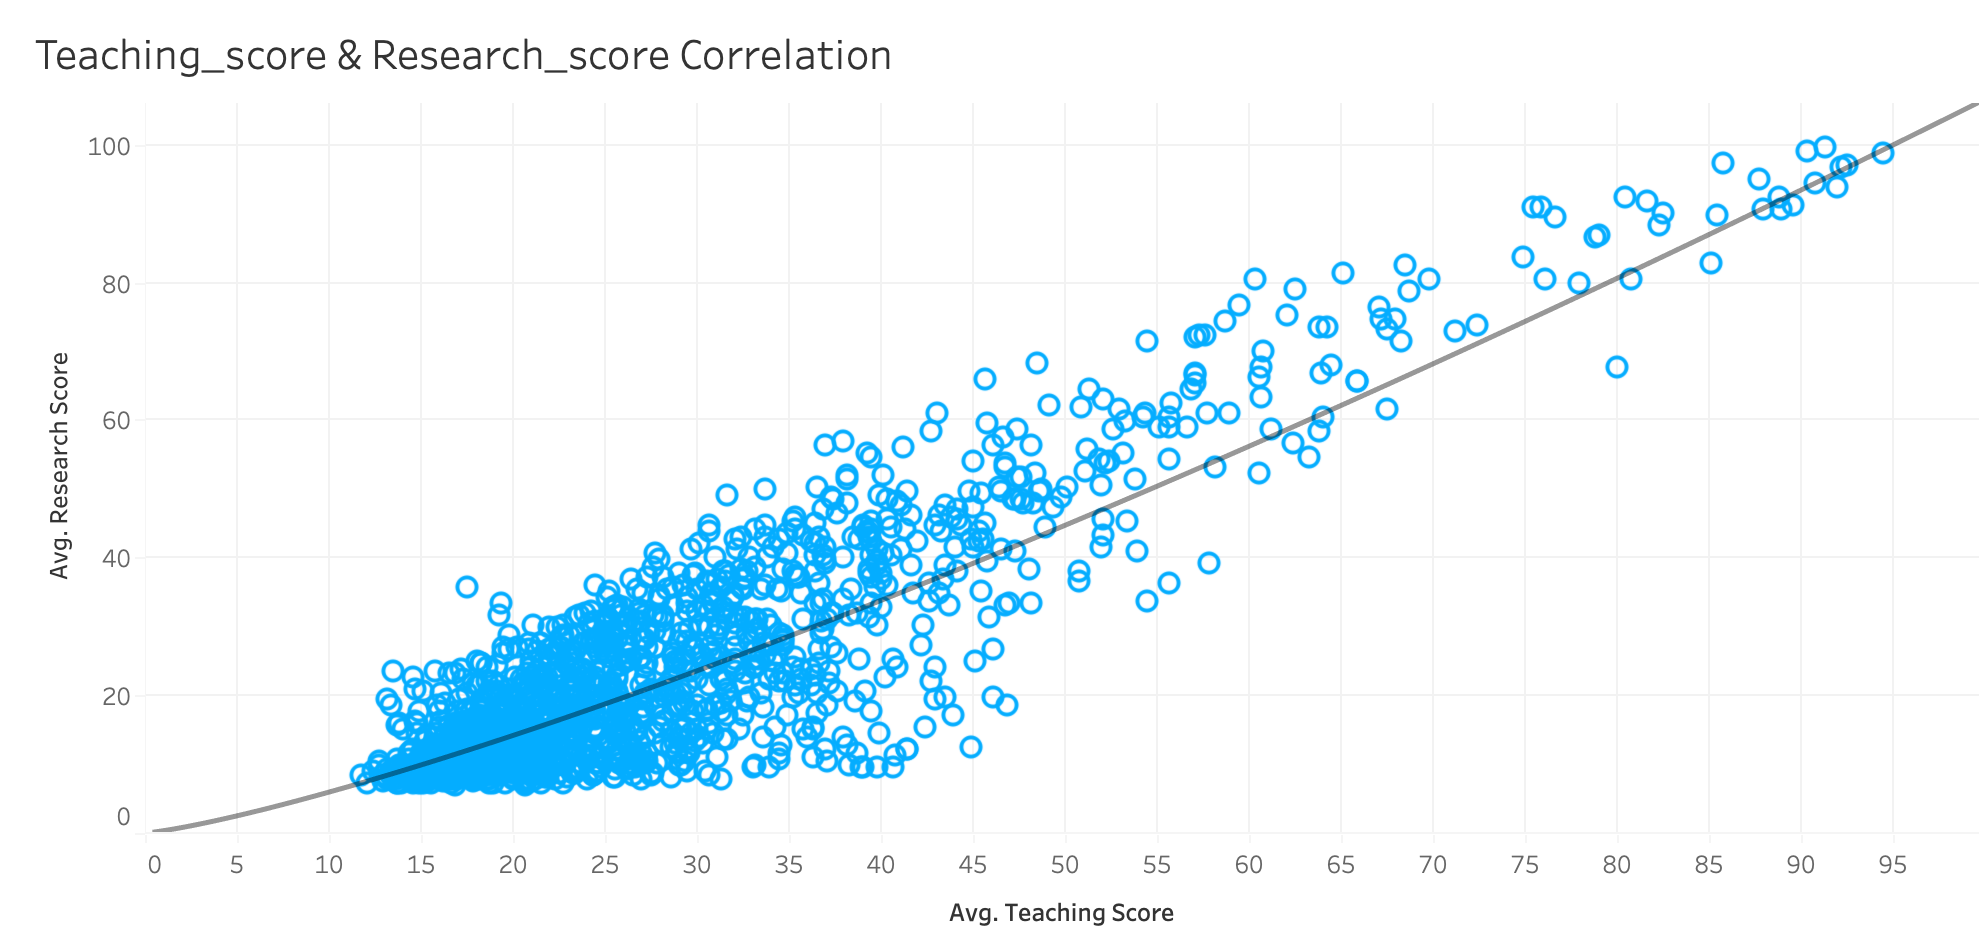 Teaching_score & Research_score Correlation
100
80
60
40
20
0
Avg. Research Score
0 5 10 15 20 25 30 35 40 45 50 55 60 65 70 75 80 85 90 95
Avg. Teaching Score